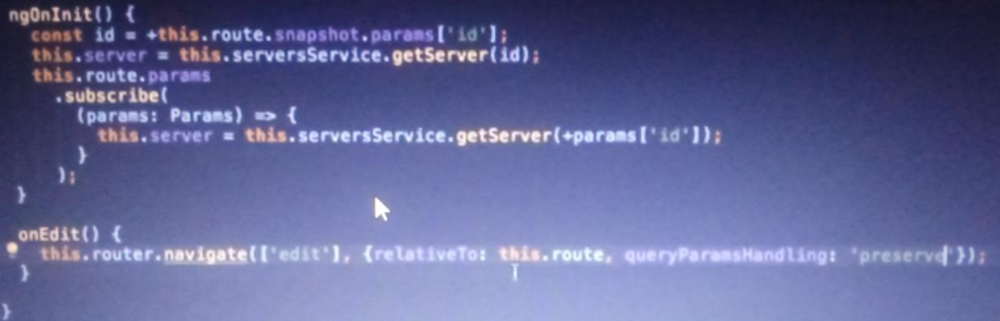 ngOnInit() {
const id = +this.route.snapshot.params['id'];
this.server = this.serversService.getServer(id);
this.route.params
.subscribe(
(params: Params) => {
this.server = this.serversService.getServer(+params['id']);
}
);
}
onEdit() {
this.router.navigate(['edit'], {relativeTo: this.route, queryParamsHandling: 'preserve'});
}
}